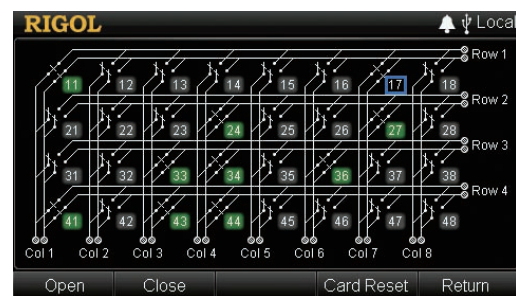 RIGOL Local
Row 1
11 12 13 14 15 16 17 18
Row 2
21 22 23 24 25 26 27 28
Row 3
31 32 33 34 35 36 37 38
Row 4
41 42 43 44 45 46 47 48
Col 1 Col 2 Col 3 Col 4 Col 5 Col 6 Col 7 Col 8
Open Close Card Reset Return